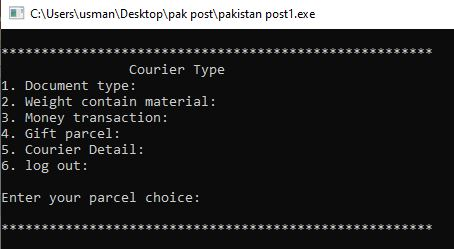 C:\Users\usman\Desktop\pak post\pakistan post1.exe
*******************************************************
Courier Type
1. Document type:
2. Weight contain material:
3. Money transaction:
4. Gift parcel:
5. Courier Detail:
6. log out:
Enter your parcel choice:
*******************************************************